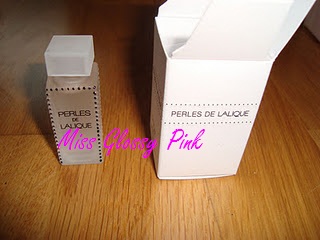 PERLES
DE
LALIQUE
PERLES DE LALIQUE
Miss Glossy Pink